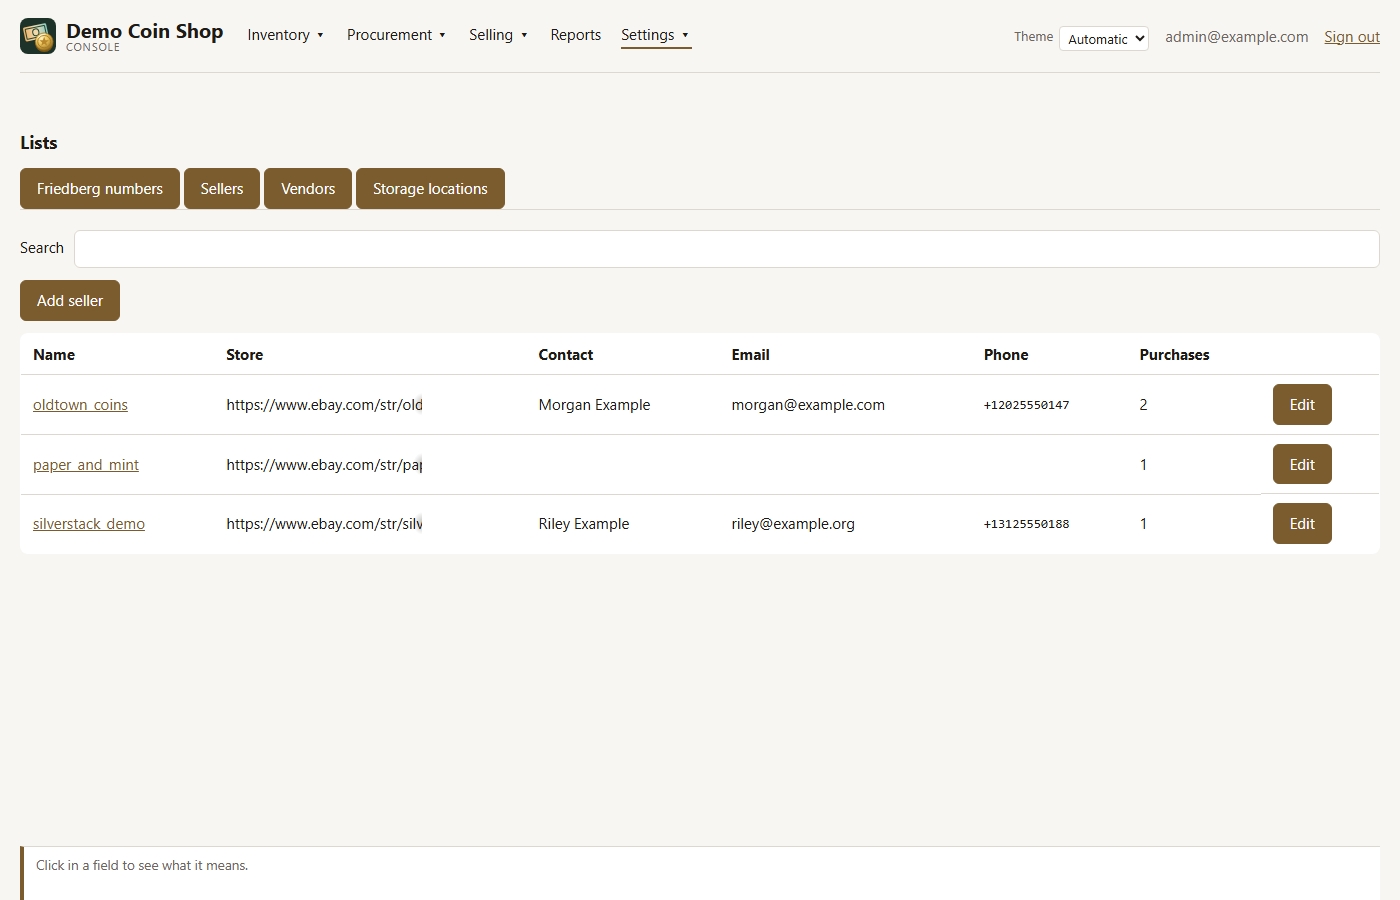 Demo Coin Shop
CONSOLE
Inventory ▼ Procurement ▼ Selling ▼ Reports Settings ▼
Theme Automatic admin@example.com Sign out
Lists
Friedberg numbers Sellers Vendors Storage locations
Search
Add seller
Name Store Contact Email Phone Purchases
oldtown_coins https://www.ebay.com/str/old Morgan Example morgan@example.com +12025550147 2 Edit
paper_and_mint https://www.ebay.com/str/pap 1 Edit
silverstack_demo https://www.ebay.com/str/silv Riley Example riley@example.org +13125550188 1 Edit
Click in a field to see what it means.